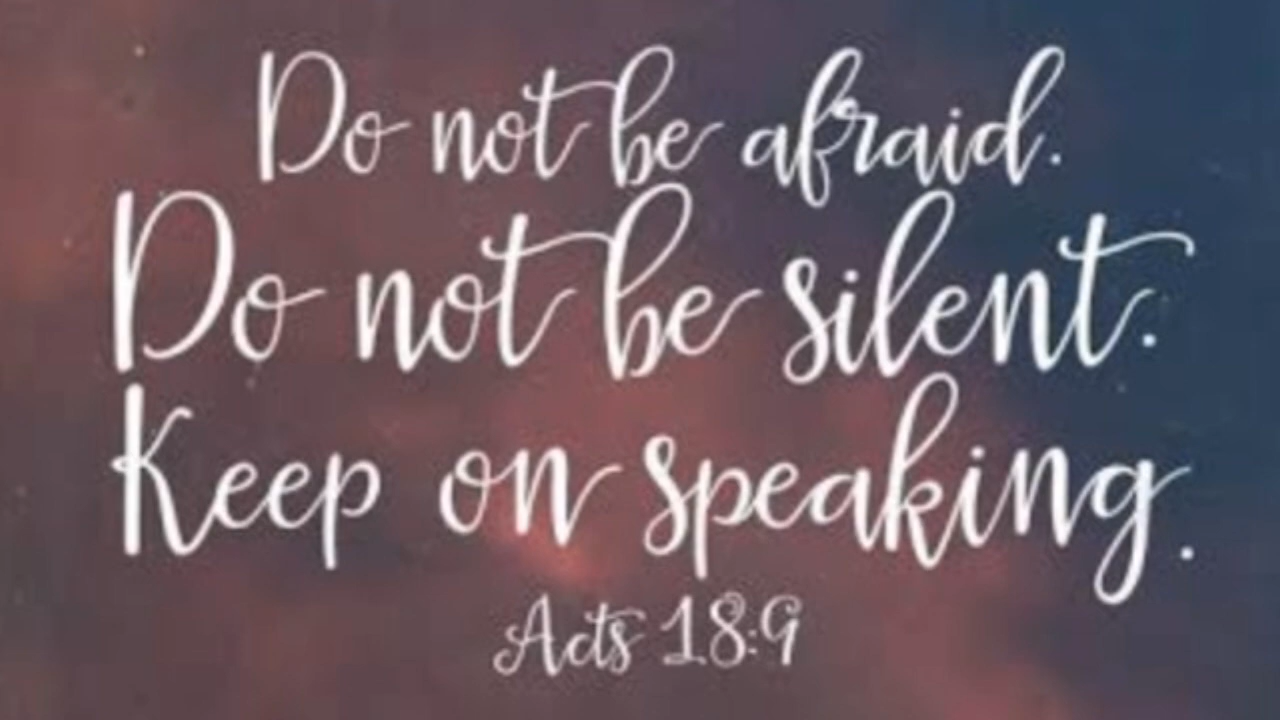 Do not be afraid.
Do not be silent.
Keep on speaking.
Acts 18:9